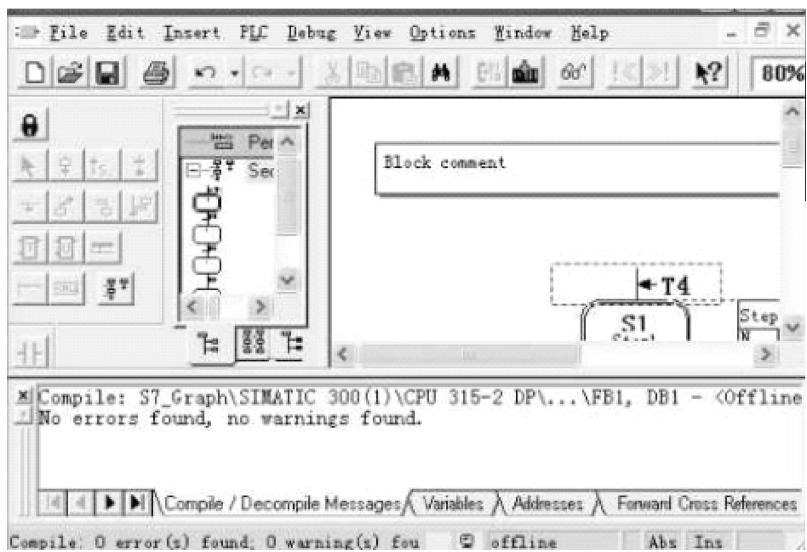 File Edit Insert PLC Debug View Options Window Help
80%
Per
Sec
Block comment
T4
S1
Step1
Step
N
Compile: S7_Graph\SIMATIC 300(1)\CPU 315-2 DP\...\FB1, DB1 - <Offline
No errors found, no warnings found.
Compile / Decompile Messages Variables Addresses Forward Cross References
Compile: 0 error(s) found; 0 warning(s) fou offline Abs Ins